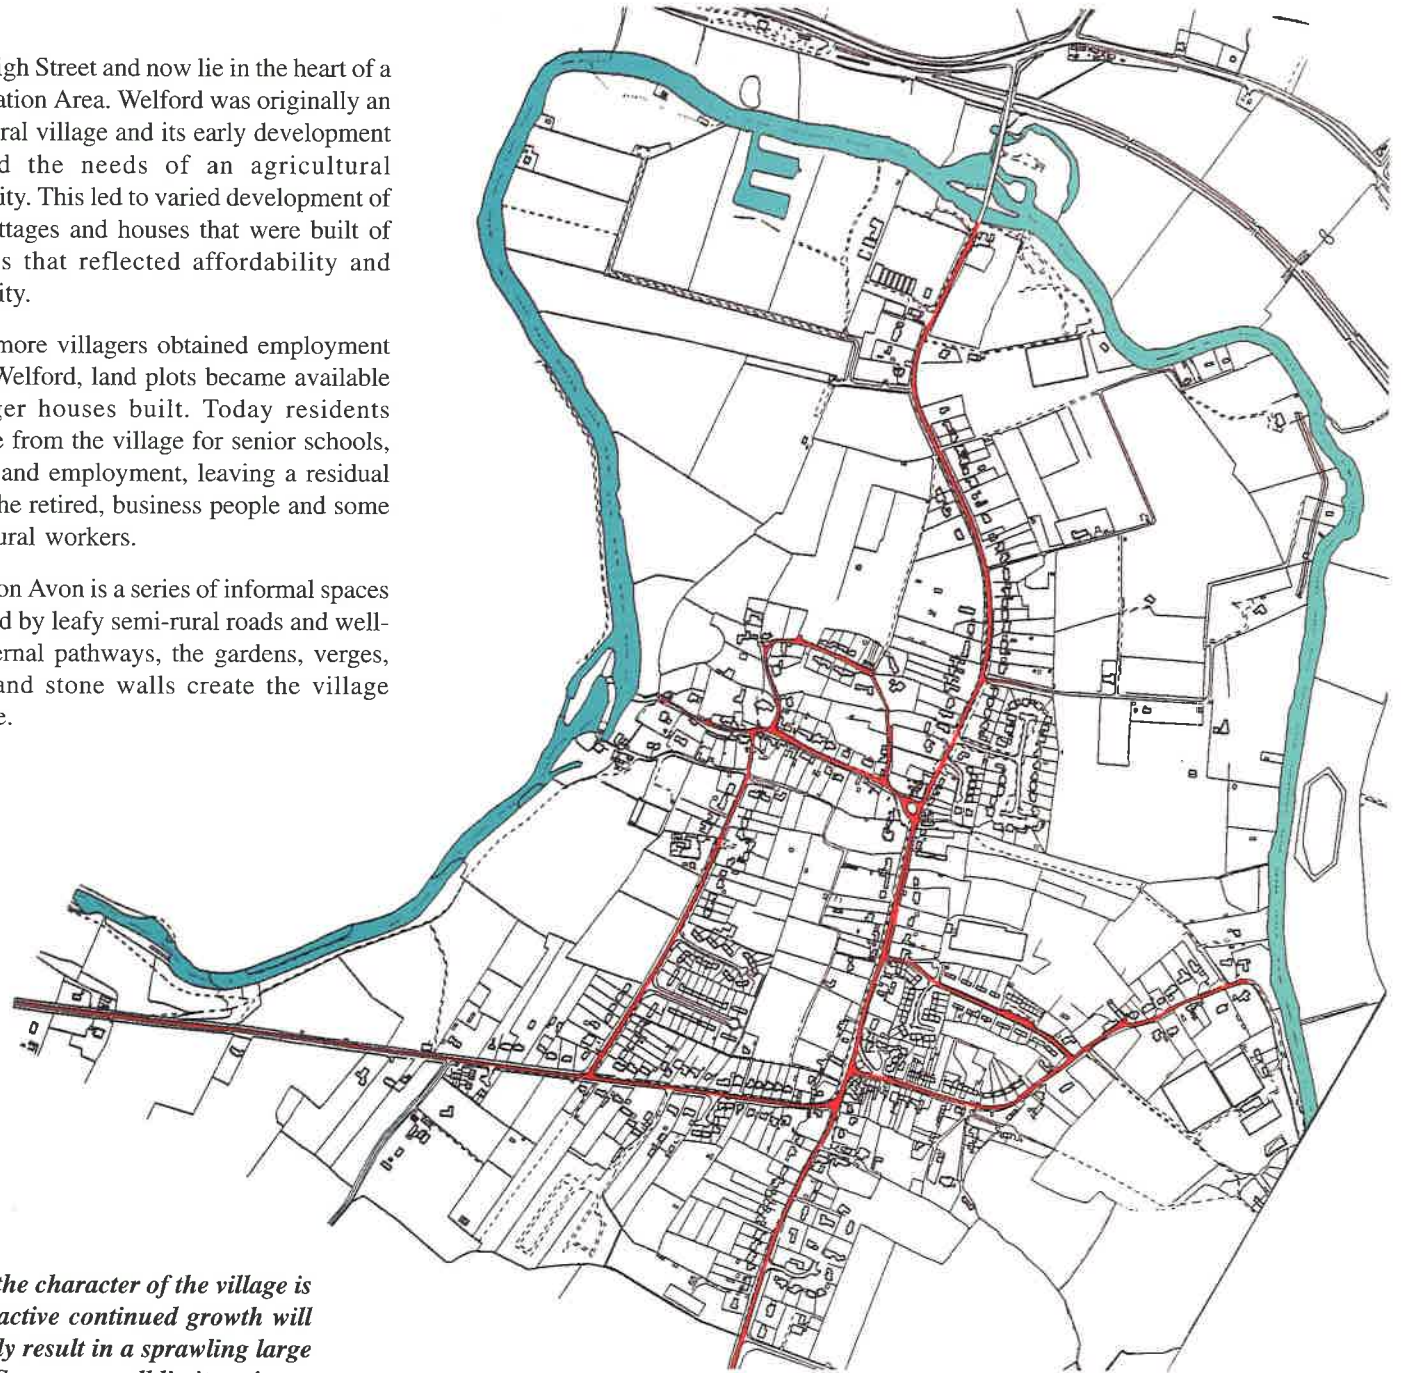 igh Street and now lie in the heart of a
ation Area. Welford was originally an
ral village and its early development
d the needs of an agricultural
ity. This led to varied development of
ttages and houses that were built of
s that reflected affordability and
ity.
more villagers obtained employment
Welford, land plots became available
ger houses built. Today residents
e from the village for senior schools,
and employment, leaving a residual
he retired, business people and some
ural workers.
on Avon is a series of informal spaces
d by leafy semi-rural roads and well-
ernal pathways, the gardens, verges,
and stone walls create the village
e.
the character of the village is
active continued growth will
ly result in a sprawling large